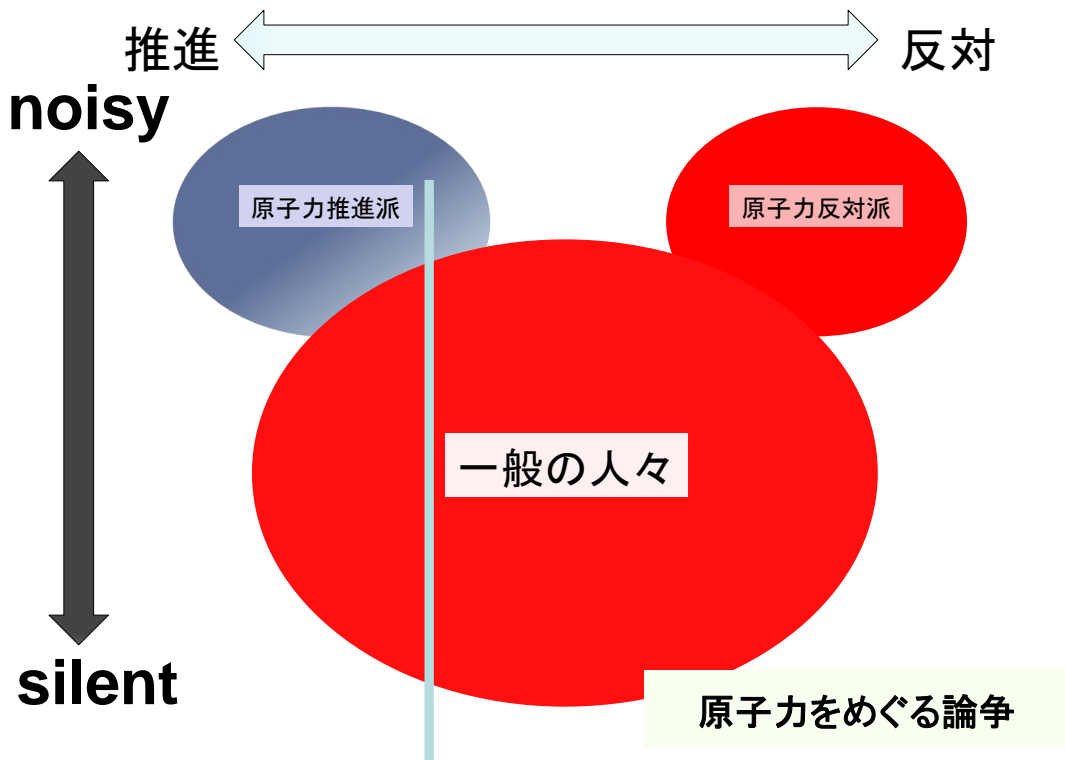 推進
反対
noisy
原子力推進派
原子力反対派
一般の人々
silent
原子力をめぐる論争